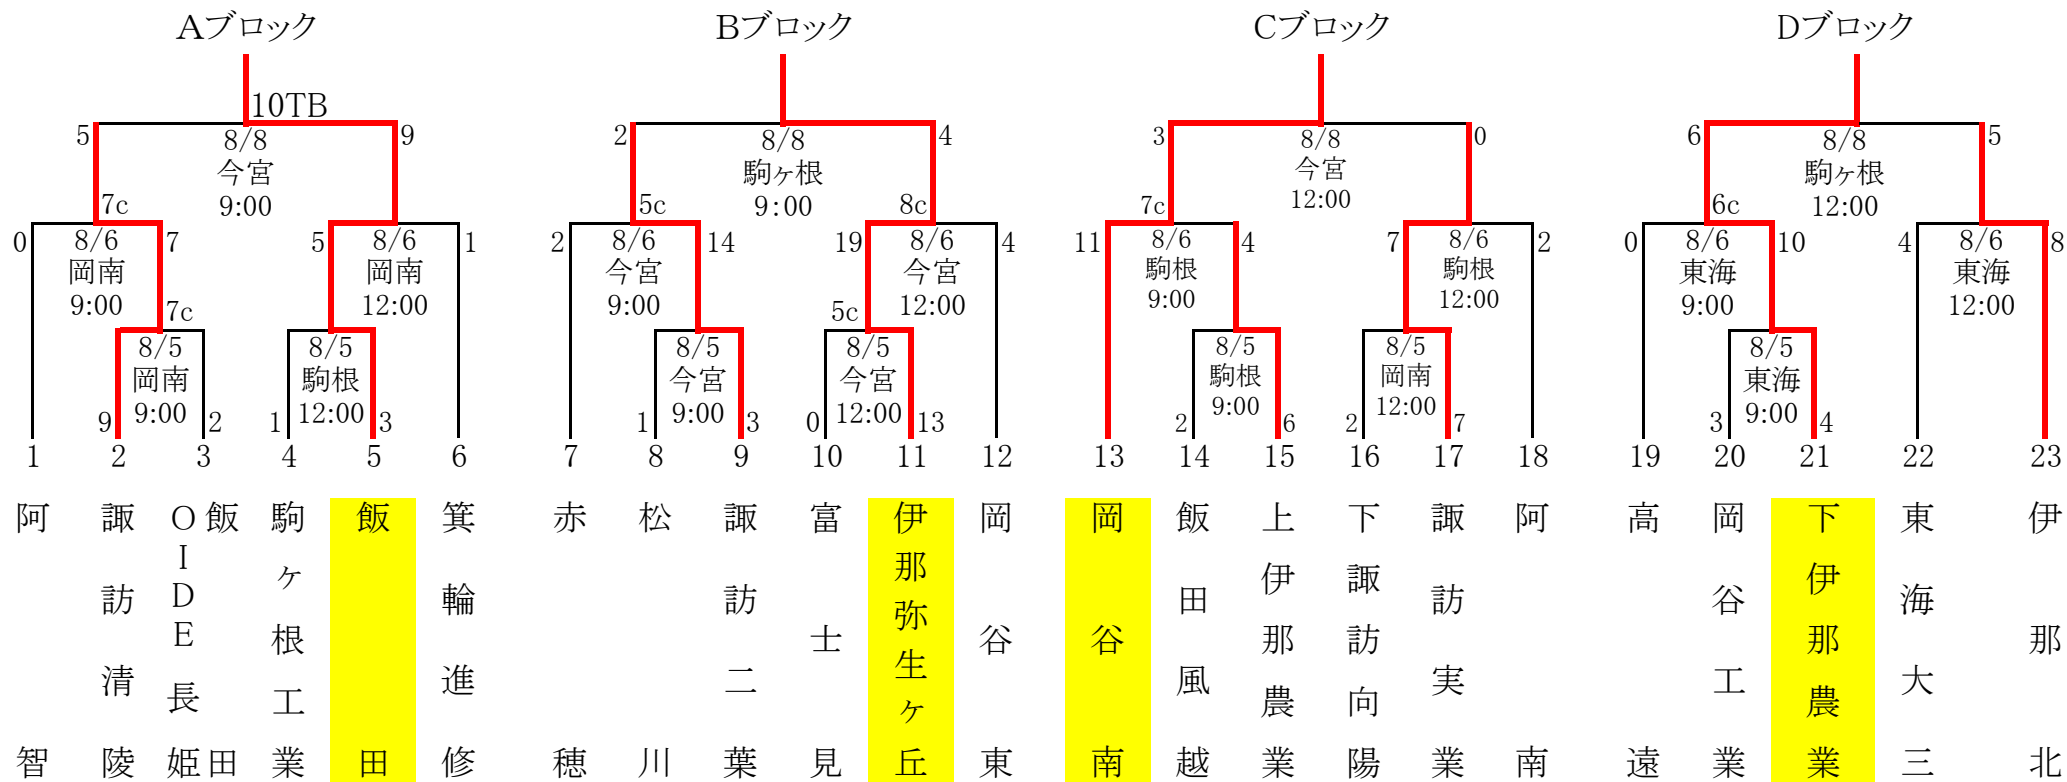 Aブロック Bブロック Cブロック Dブロック
10TB
5 8/8 9 2 8/8 4 3 8/8 0 6 8/8 5
今宮 駒ヶ根 今宮 駒ヶ根
9:00 9:00 12:00 12:00
7c 5c 8c 7c 6c
0 8/6 7 5 8/6 1 2 8/6 14 19 8/6 4 11 8/6 4 7 8/6 2 0 8/6 10 4 8/6 8
岡南 岡南 今宮 今宮 駒根 駒根 東海 東海
9:00 12:00 9:00 12:00 9:00 12:00 9:00 12:00
7c 5c
8/5 8/5 8/5 8/5 8/5 8/5 8/5
岡南 駒根 今宮 今宮 駒根 岡南 東海
9:00 12:00 9:00 12:00 9:00 12:00 9:00
9 2 1 3 1 3 0 13 2 6 2 7 3 4
1 2 3 4 5 6 7 8 9 10 11 12 13 14 15 16 17 18 19 20 21 22 23
阿智
諏訪清陵
OIDE長姫
飯田
駒ヶ根工業
飯田
箕輪進修
赤穂
松川
諏訪二葉
富士見
伊那弥生ヶ丘
岡谷東
岡谷南
飯田風越
上伊那農業
下諏訪向陽
諏訪実業
阿南
高遠
岡谷工業
下伊那農業
東海大三
伊那北